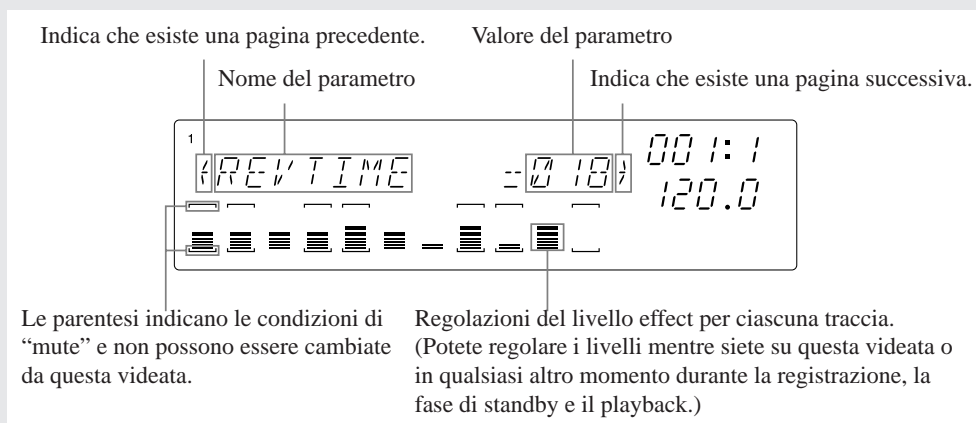 Indica che esiste una pagina precedente.
Valore del parametro
Nome del parametro
Indica che esiste una pagina successiva.
1
REV TIME =018
001:1
120.0
Le parentesi indicano le condizioni di
“mute” e non possono essere cambiate
da questa videata.
Regolazioni del livello effect per ciascuna traccia.
(Potete regolare i livelli mentre siete su questa videata o
in qualsiasi altro momento durante la registrazione, la
fase di standby e il playback.)